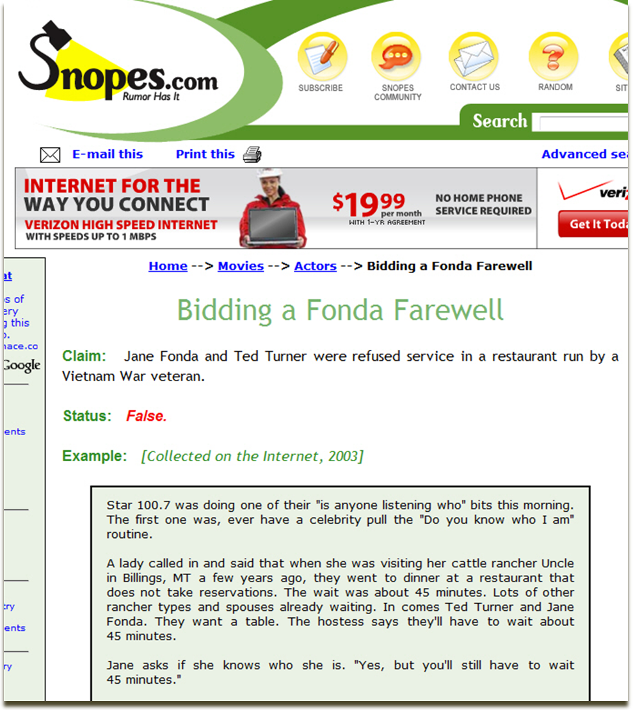 Snopes.com
Rumor Has It
SUBSCRIBE
SNOPES
COMMUNITY
CONTACT US
RANDOM
SIT
Search
E-mail this
Print this
Advanced sea
INTERNET FOR THE
WAY YOU CONNECT
VERIZON HIGH SPEED INTERNET
WITH SPEEDS UP TO 1 MBPS
$19.99
per month
WITH 1-YR AGREEMENT
NO HOME PHONE
SERVICE REQUIRED
veriz
Get It Toda
Home --> Movies --> Actors --> Bidding a Fonda Farewell
at
s of
ery
g this
o.
nace.co
Google
ents
try
ents
ry
Bidding a Fonda Farewell
Claim: Jane Fonda and Ted Turner were refused service in a restaurant run by a
Vietnam War veteran.
Status: False.
Example: [Collected on the Internet, 2003]
Star 100.7 was doing one of their "is anyone listening who" bits this morning.
The first one was, ever have a celebrity pull the "Do you know who I am"
routine.
A lady called in and said that when she was visiting her cattle rancher Uncle
in Billings, MT a few years ago, they went to dinner at a restaurant that
does not take reservations. The wait was about 45 minutes. Lots of other
rancher types and spouses already waiting. In comes Ted Turner and Jane
Fonda. They want a table. The hostess says they'll have to wait about
45 minutes.
Jane asks if she knows who she is. "Yes, but you'll still have to wait
45 minutes."